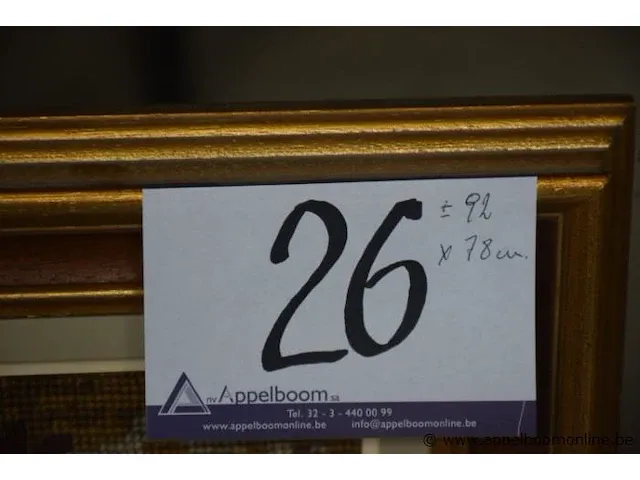 26
± 92
x 78 cm.
nv Appelboom sa
Tel. 32 - 3 - 440 00 99
www.appelboomonline.be info@appelboomonline.be
© www.appelboomonline.be